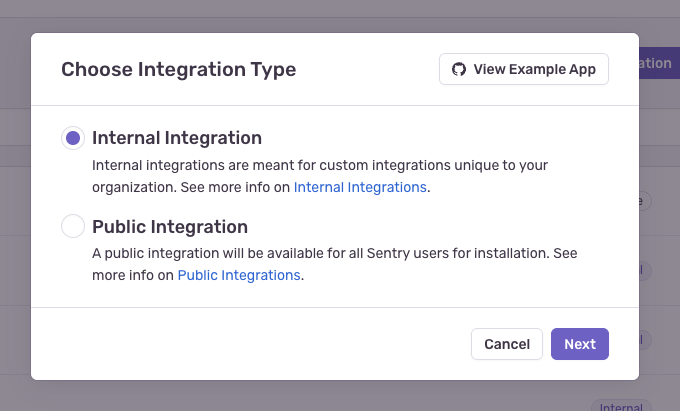 Choose Integration Type
View Example App
ation
Internal Integration
Internal integrations are meant for custom integrations unique to your
organization. See more info on Internal Integrations.
Public Integration
A public integration will be available for all Sentry users for installation. See
more info on Public Integrations.
Cancel
Next
Internal